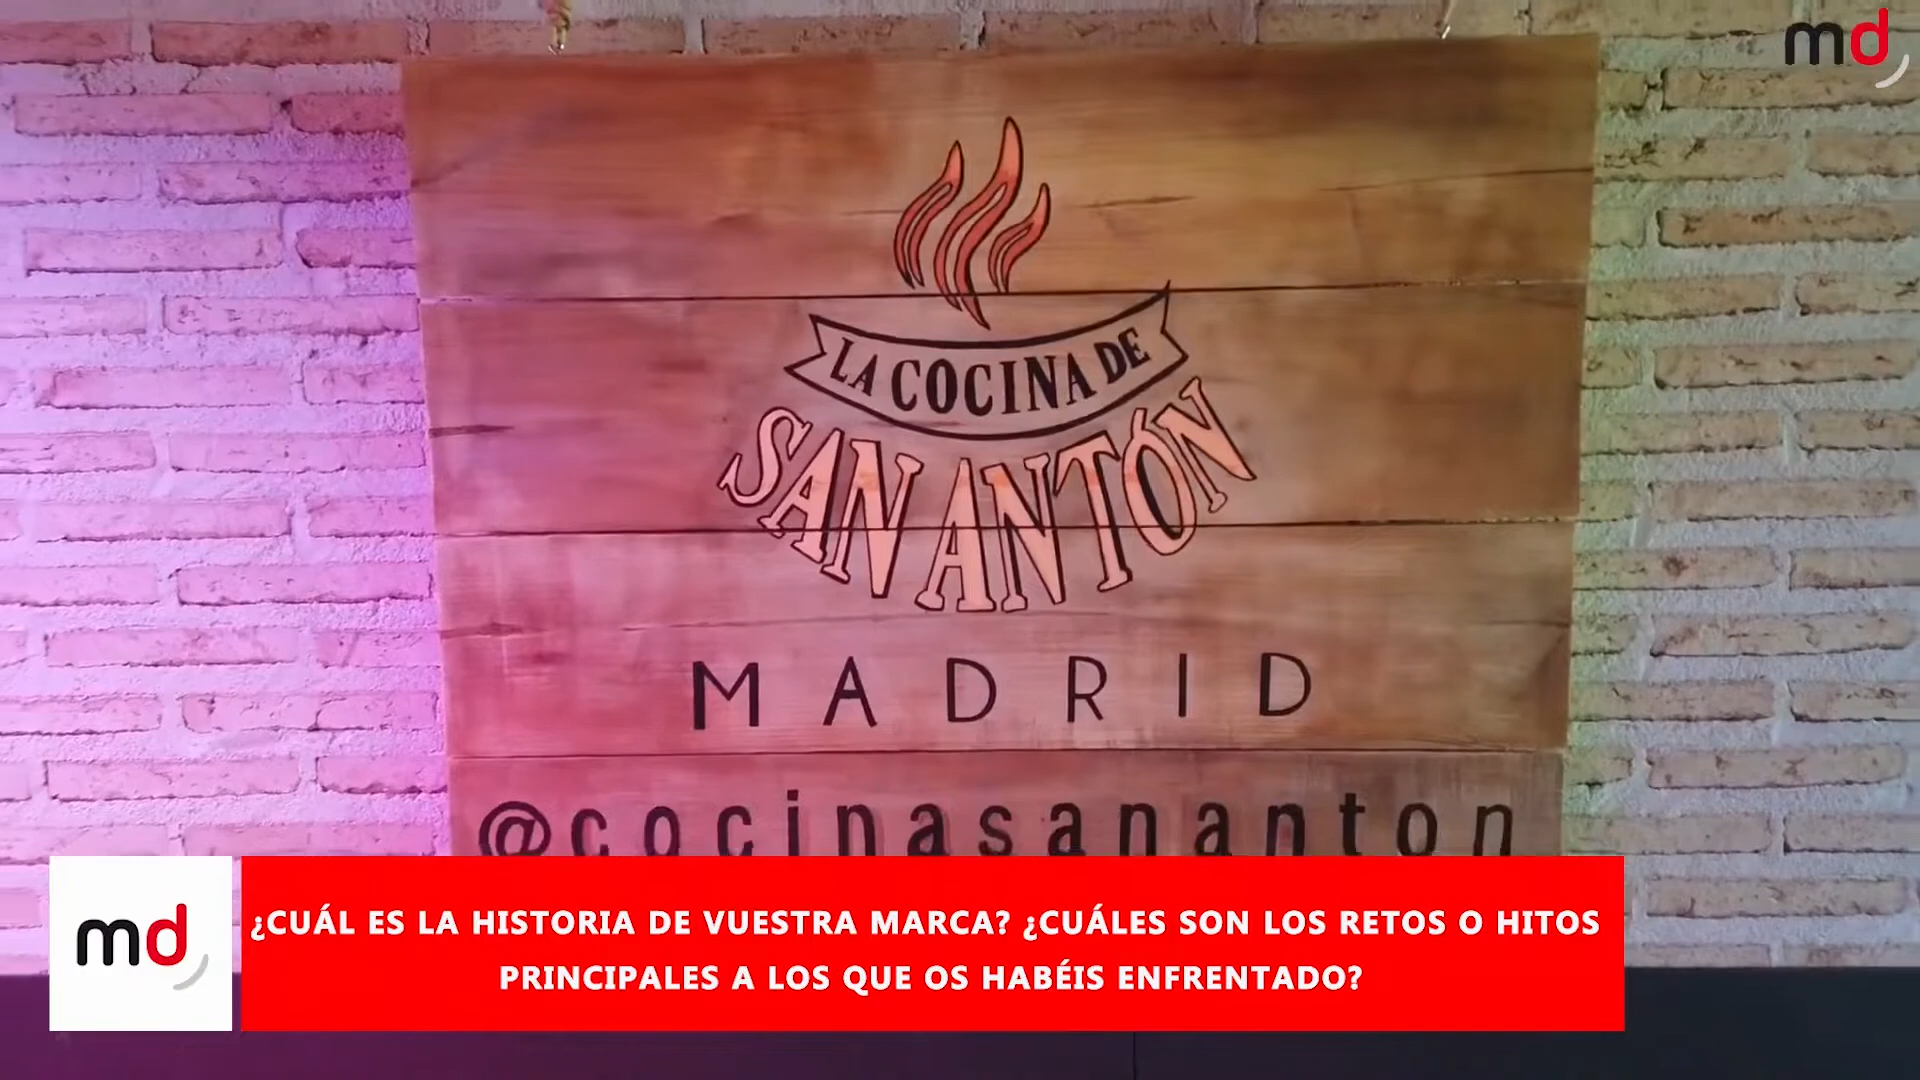 md
LA COCINA DE
SAN ANTÓN
MADRID
@cocinasananton
md
¿CUÁL ES LA HISTORIA DE VUESTRA MARCA? ¿CUÁLES SON LOS RETOS O HITOS
PRINCIPALES A LOS QUE OS HABÉIS ENFRENTADO?